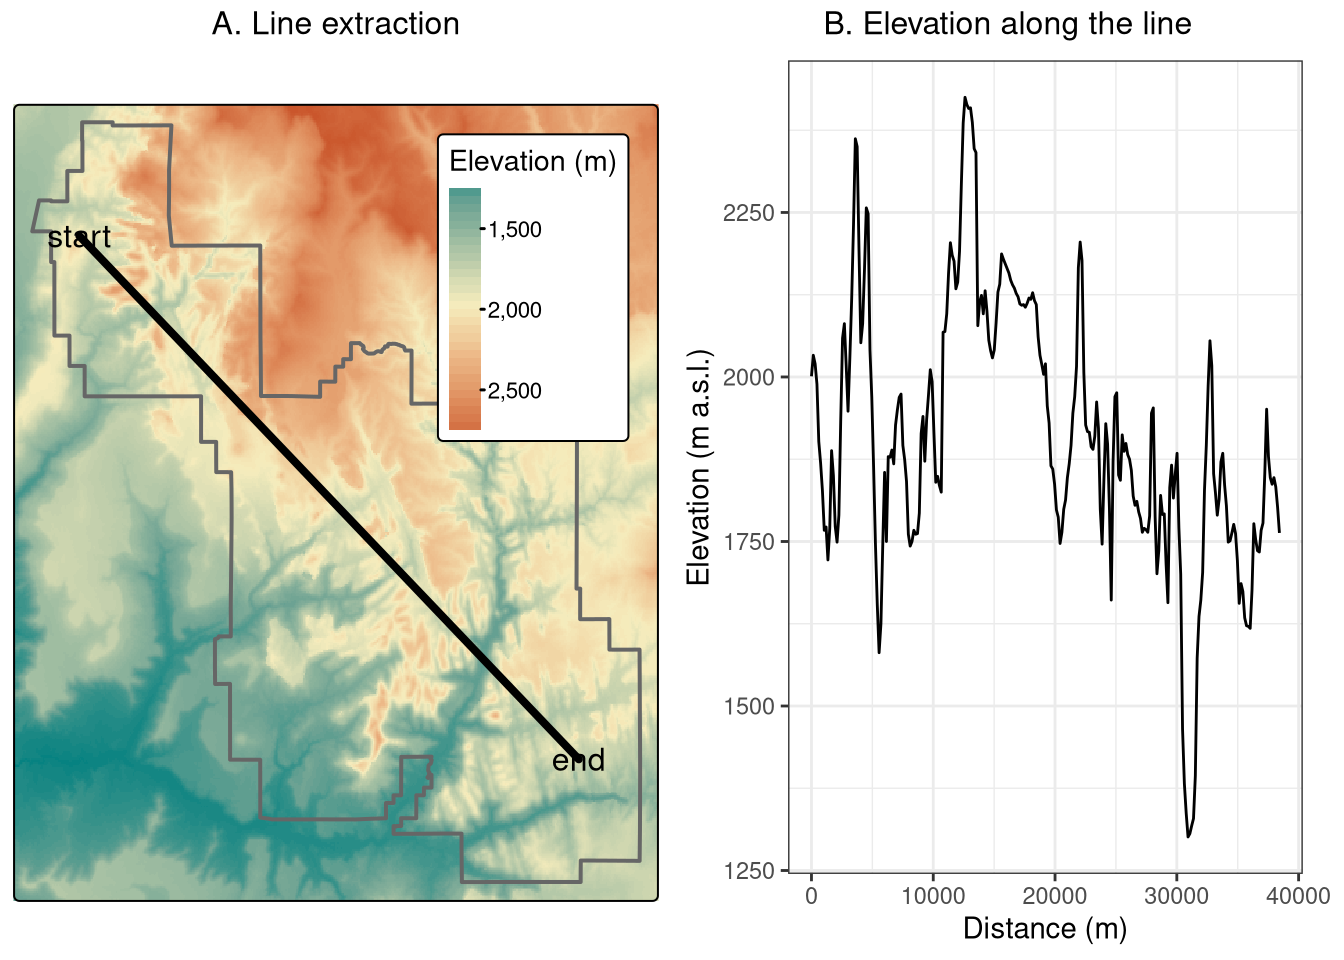 A. Line extraction
start
Elevation (m)
1,500
2,000
2,500
end
B. Elevation along the line
Elevation (m a.s.l.)
2250
2000
1750
1500
1250
0 10000 20000 30000 40000
Distance (m)